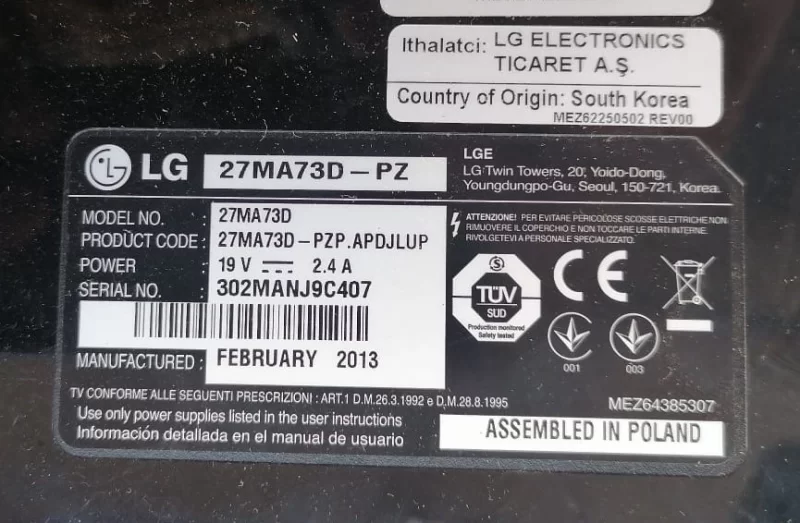 Ithalatci: LG ELECTRONICS
TICARET A.Ş.
Country of Origin: South Korea
MEZ62250502 REV00
LG 27MA73D-PZ
LGE
LG Twin Towers, 20, Yoido-Dong,
Youngdungpo-Gu, Seoul, 150-721, Korea.
MODEL NO. : 27MA73D
PRODUCT CODE : 27MA73D-PZP.APDJLUP
POWER : 19 V 2.4 A
SERIAL NO. : 302MANJ9C407
MANUFACTURED : FEBRUARY 2013
ATTENZIONE! PER EVITARE PERICOLOSE SCOSSE ELETTRICHE NON
RIMUOVERE IL COPERCHIO E NON TOCCARE LE PARTI INTERNE.
RIVOLGETEVI A PERSONALE SPECIALIZZATO.
S
TÜV
SUD
Production monitored
Safety tested
CE
001
003
TV CONFORME ALLE SEGUENTI PRESCRIZIONI : ART.1 D.M.26.3.1992 e D.M.28.8.1995
MEZ64385307
Use only power supplies listed in the user instructions
Información detallada en el manual de usuario
ASSEMBLED IN POLAND